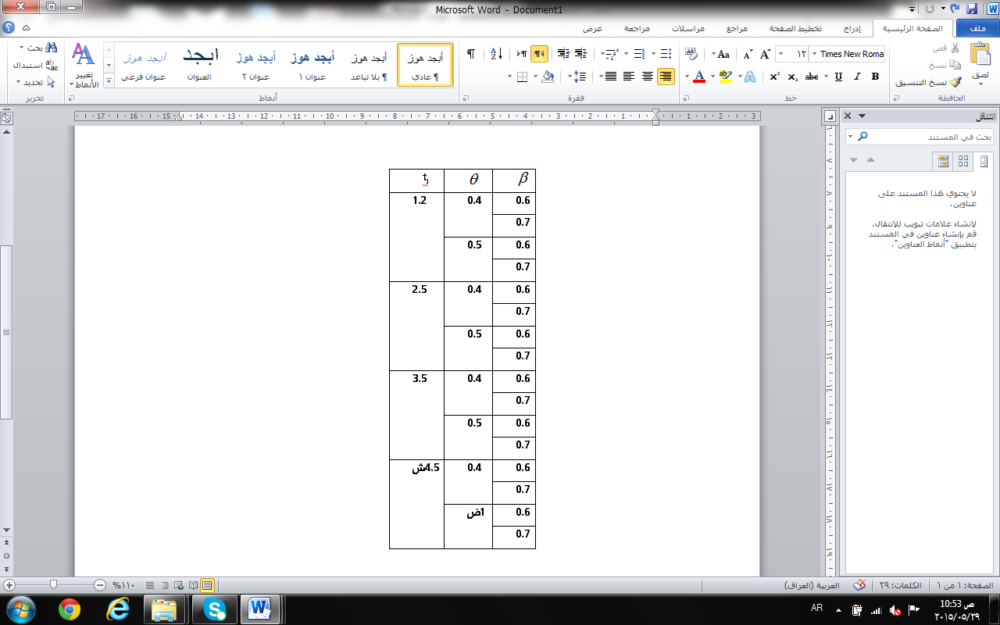 Microsoft Word - Document1
ملف
الصفحة الرئيسية
إدراج
تخطيط الصفحة
مراجع
مراسلات
مراجعة
عرض
لصق
قص
نسخ
نسخ التنسيق
الحافظة
Times New Roma
١٢
Aa
A
A
B
I
U
abc
x₂
x²
A
A
خط
فقرة
أبجد هوز
¶ عادي
أبجد هوز
¶ بلا تباعد
أبجد هوز
عنوان ١
أبجد هوز
عنوان ٢
ابجد
العنوان
أبجد هوز
عنوان فرعي
تغيير الأنماط
أنماط
بحث
استبدال
تحديد
تحرير
17 16 15 14 13 12 11 10 9 8 7 6 5 4 3 2 1 1 2 3
التنقل
بحث في المستند
لا يحتوي هذا المستند على
عناوين.
لإنشاء علامات تبويب للانتقال،
قم بإنشاء عناوين في المستند
بتطبيق "أنماط العناوين".
tᵢ θ β
1.2 0.4 0.6
0.7
0.5 0.6
0.7
2.5 0.4 0.6
0.7
0.5 0.6
0.7
3.5 0.4 0.6
0.7
0.5 0.6
0.7
4.5ش 0.4 0.6
0.7
1ض 0.6
0.7
الصفحة: ١ من ١
الكلمات: ٢٩
العربية (العراق)
١١٠%
AR
10:53 ص
٢٠١٥/٠٥/٢٩